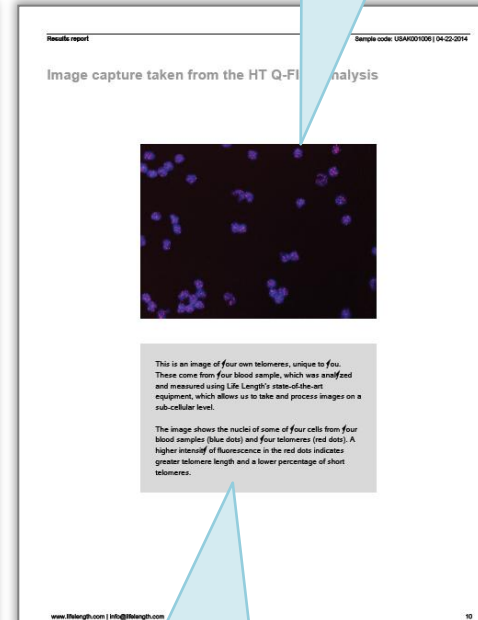 Results report
Sample code: USAK001006 | 04-22-2014
Image capture taken from the HT Q-FI nalysis
This is an image of your own telomeres, unique to you.
These come from your blood sample, which was analyzed
and measured using Life Length's state-of-the-art
equipment, which allows us to take and process images on a
sub-cellular level.
The image shows the nuclei of some of your cells from your
blood samples (blue dots) and your telomeres (red dots). A
higher intensity of fluorescence in the red dots indicates
greater telomere length and a lower percentage of short
telomeres.
www.lifelength.com | info@lifelength.com
10